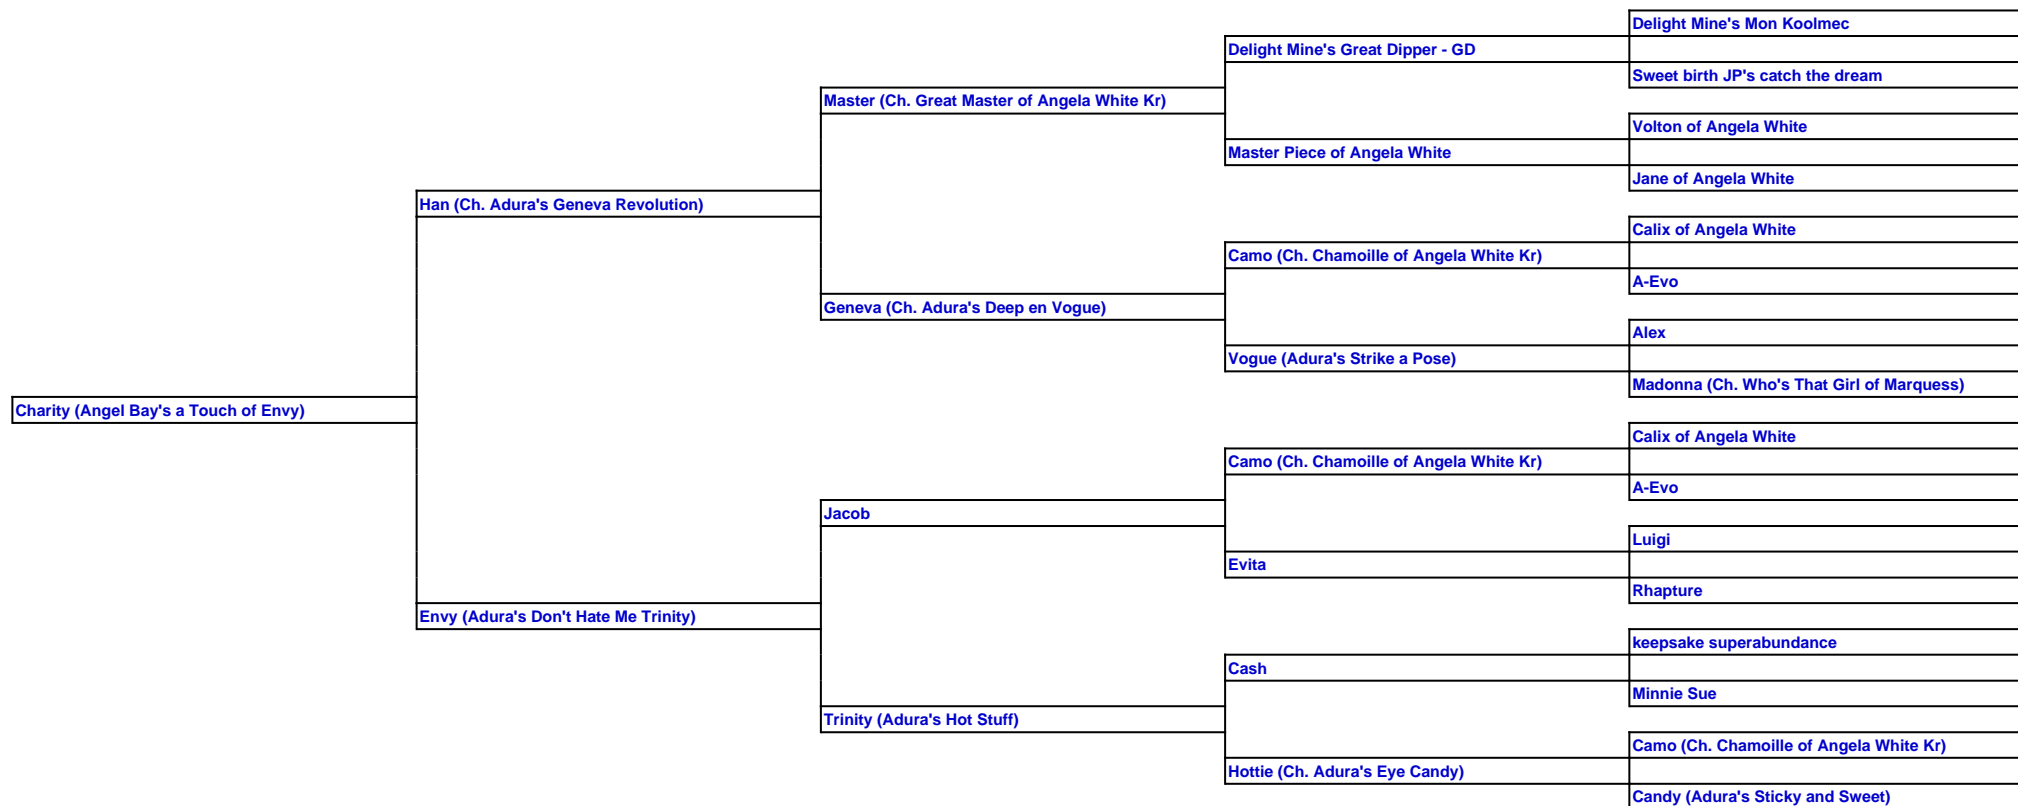 Delight Mine's Mon Koolmec
Delight Mine's Great Dipper - GD
Sweet birth JP's catch the dream
Master (Ch. Great Master of Angela White Kr)
Volton of Angela White
Master Piece of Angela White
Jane of Angela White
Han (Ch. Adura's Geneva Revolution)
Calix of Angela White
Camo (Ch. Chamoille of Angela White Kr)
A-Evo
Geneva (Ch. Adura's Deep en Vogue)
Alex
Vogue (Adura's Strike a Pose)
Madonna (Ch. Who's That Girl of Marquess)
Charity (Angel Bay's a Touch of Envy)
Calix of Angela White
Camo (Ch. Chamoille of Angela White Kr)
A-Evo
Jacob
Luigi
Evita
Rhapture
Envy (Adura's Don't Hate Me Trinity)
keepsake superabundance
Cash
Minnie Sue
Trinity (Adura's Hot Stuff)
Camo (Ch. Chamoille of Angela White Kr)
Hottie (Ch. Adura's Eye Candy)
Candy (Adura's Sticky and Sweet)